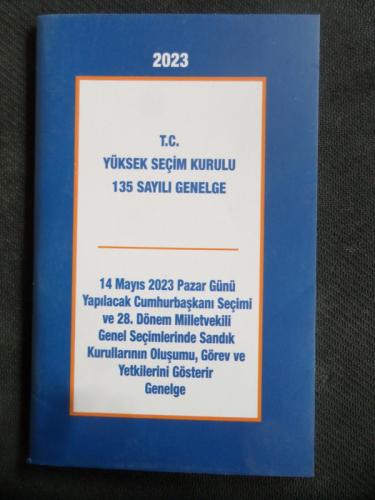 2023
T.C.
YÜKSEK SEÇİM KURULU
135 SAYILI GENELGE
14 Mayıs 2023 Pazar Günü
Yapılacak Cumhurbaşkanı Seçimi
ve 28. Dönem Milletvekili
Genel Seçimlerinde Sandık
Kurullarının Oluşumu, Görev ve
Yetkilerini Gösterir
Genelge